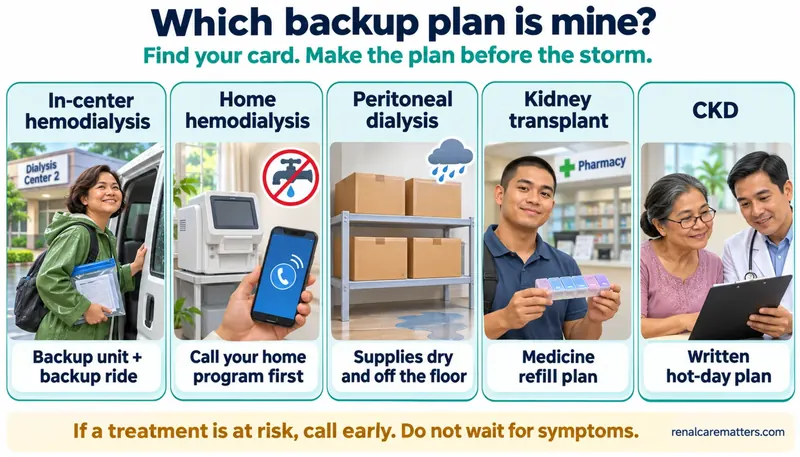 Which backup plan is mine?
Find your card. Make the plan before the storm.
In-center
hemodialysis
Dialysis
Center 2
Backup unit +
backup ride
Home
hemodialysis
Call your home
program first
Peritoneal
dialysis
Supplies dry
and off the floor
Kidney
transplant
Pharmacy
Medicine
refill plan
CKD
Written
hot-day plan
If a treatment is at risk, call early. Do not wait for symptoms.
renalcarematters.com